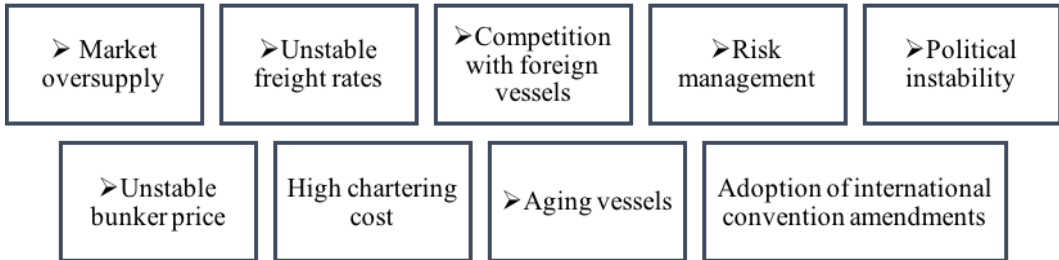 ➢ Market
oversupply
➢Unstable
freight rates
➢Competition
with foreign
vessels
➢Risk
management
➢Political
instability
➢Unstable
bunker price
High chartering
cost
➢Aging vessels
Adoption of international
convention amendments